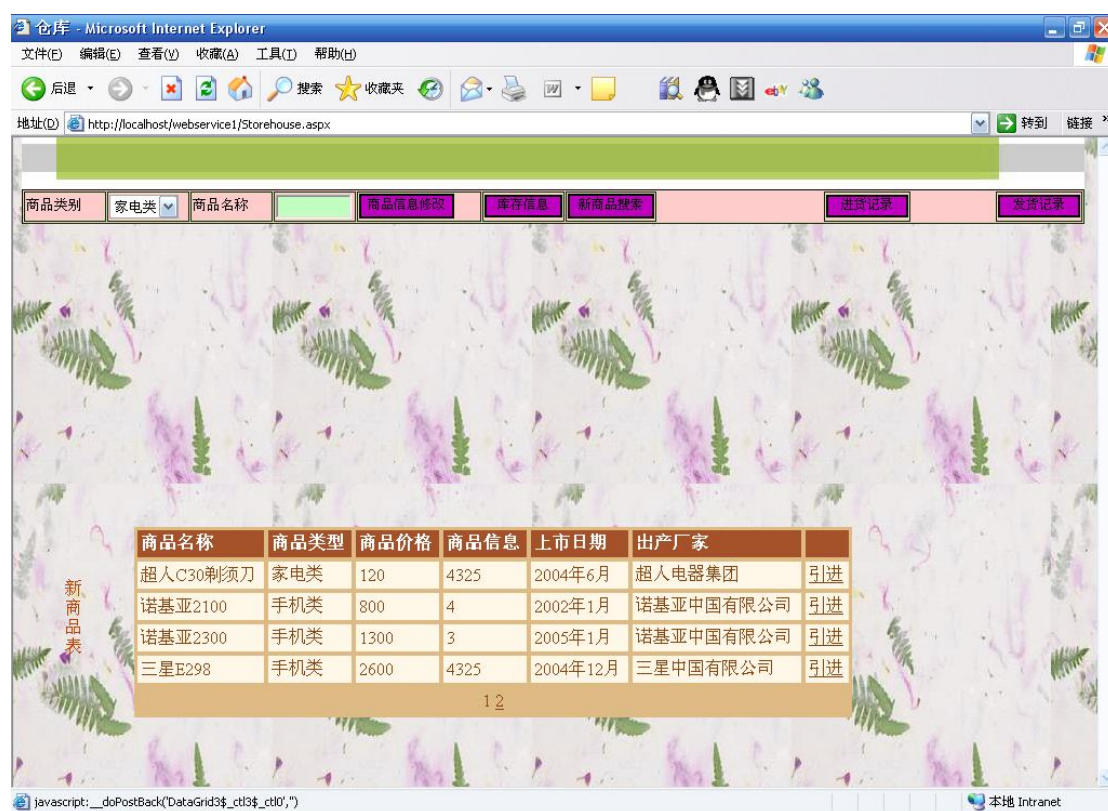 仓库 - Microsoft Internet Explorer
文件(F) 编辑(E) 查看(V) 收藏(A) 工具(T) 帮助(H)
后退 搜索 收藏夹
地址(D) http://localhost/webservice1/Storehouse.aspx 转到 链接 »
商品类别 家电类 商品名称 商品信息修改 库存信息 新商品搜索 进货记录 发货记录
新商品表
商品名称 商品类型 商品价格 商品信息 上市日期 出产厂家
超人C30剃须刀 家电类 120 4325 2004年6月 超人电器集团 引进
诺基亚2100 手机类 800 4 2002年1月 诺基亚中国有限公司 引进
诺基亚2300 手机类 1300 3 2005年1月 诺基亚中国有限公司 引进
三星E298 手机类 2600 4325 2004年12月 三星中国有限公司 引进
1 2
javascript:__doPostBack('DataGrid3$_ctl3$_ctl0','') 本地 Intranet